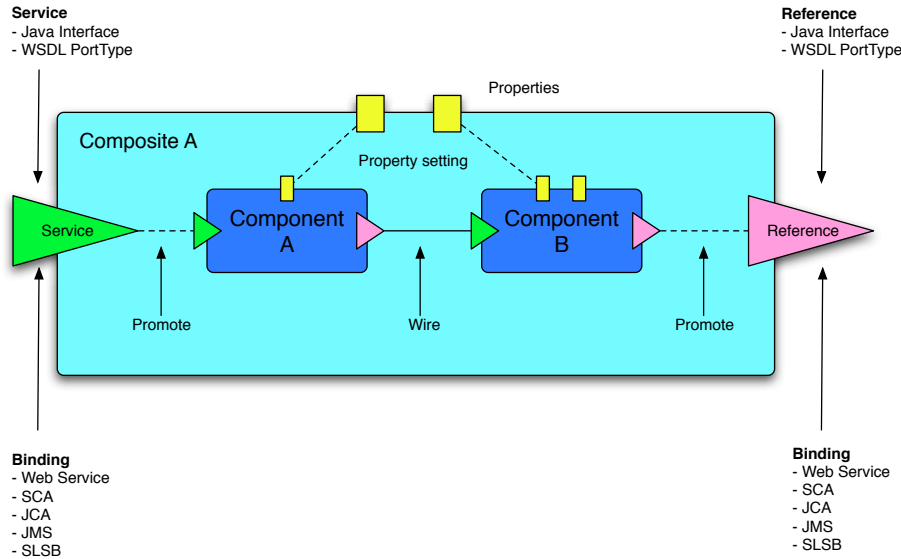 Service
- Java Interface
- WSDL PortType
Reference
- Java Interface
- WSDL PortType
Properties
Composite A
Property setting
Component
A
Component
B
Service
Reference
Promote
Wire
Promote
Binding
- Web Service
- SCA
- JCA
- JMS
- SLSB
Binding
- Web Service
- SCA
- JCA
- JMS
- SLSB